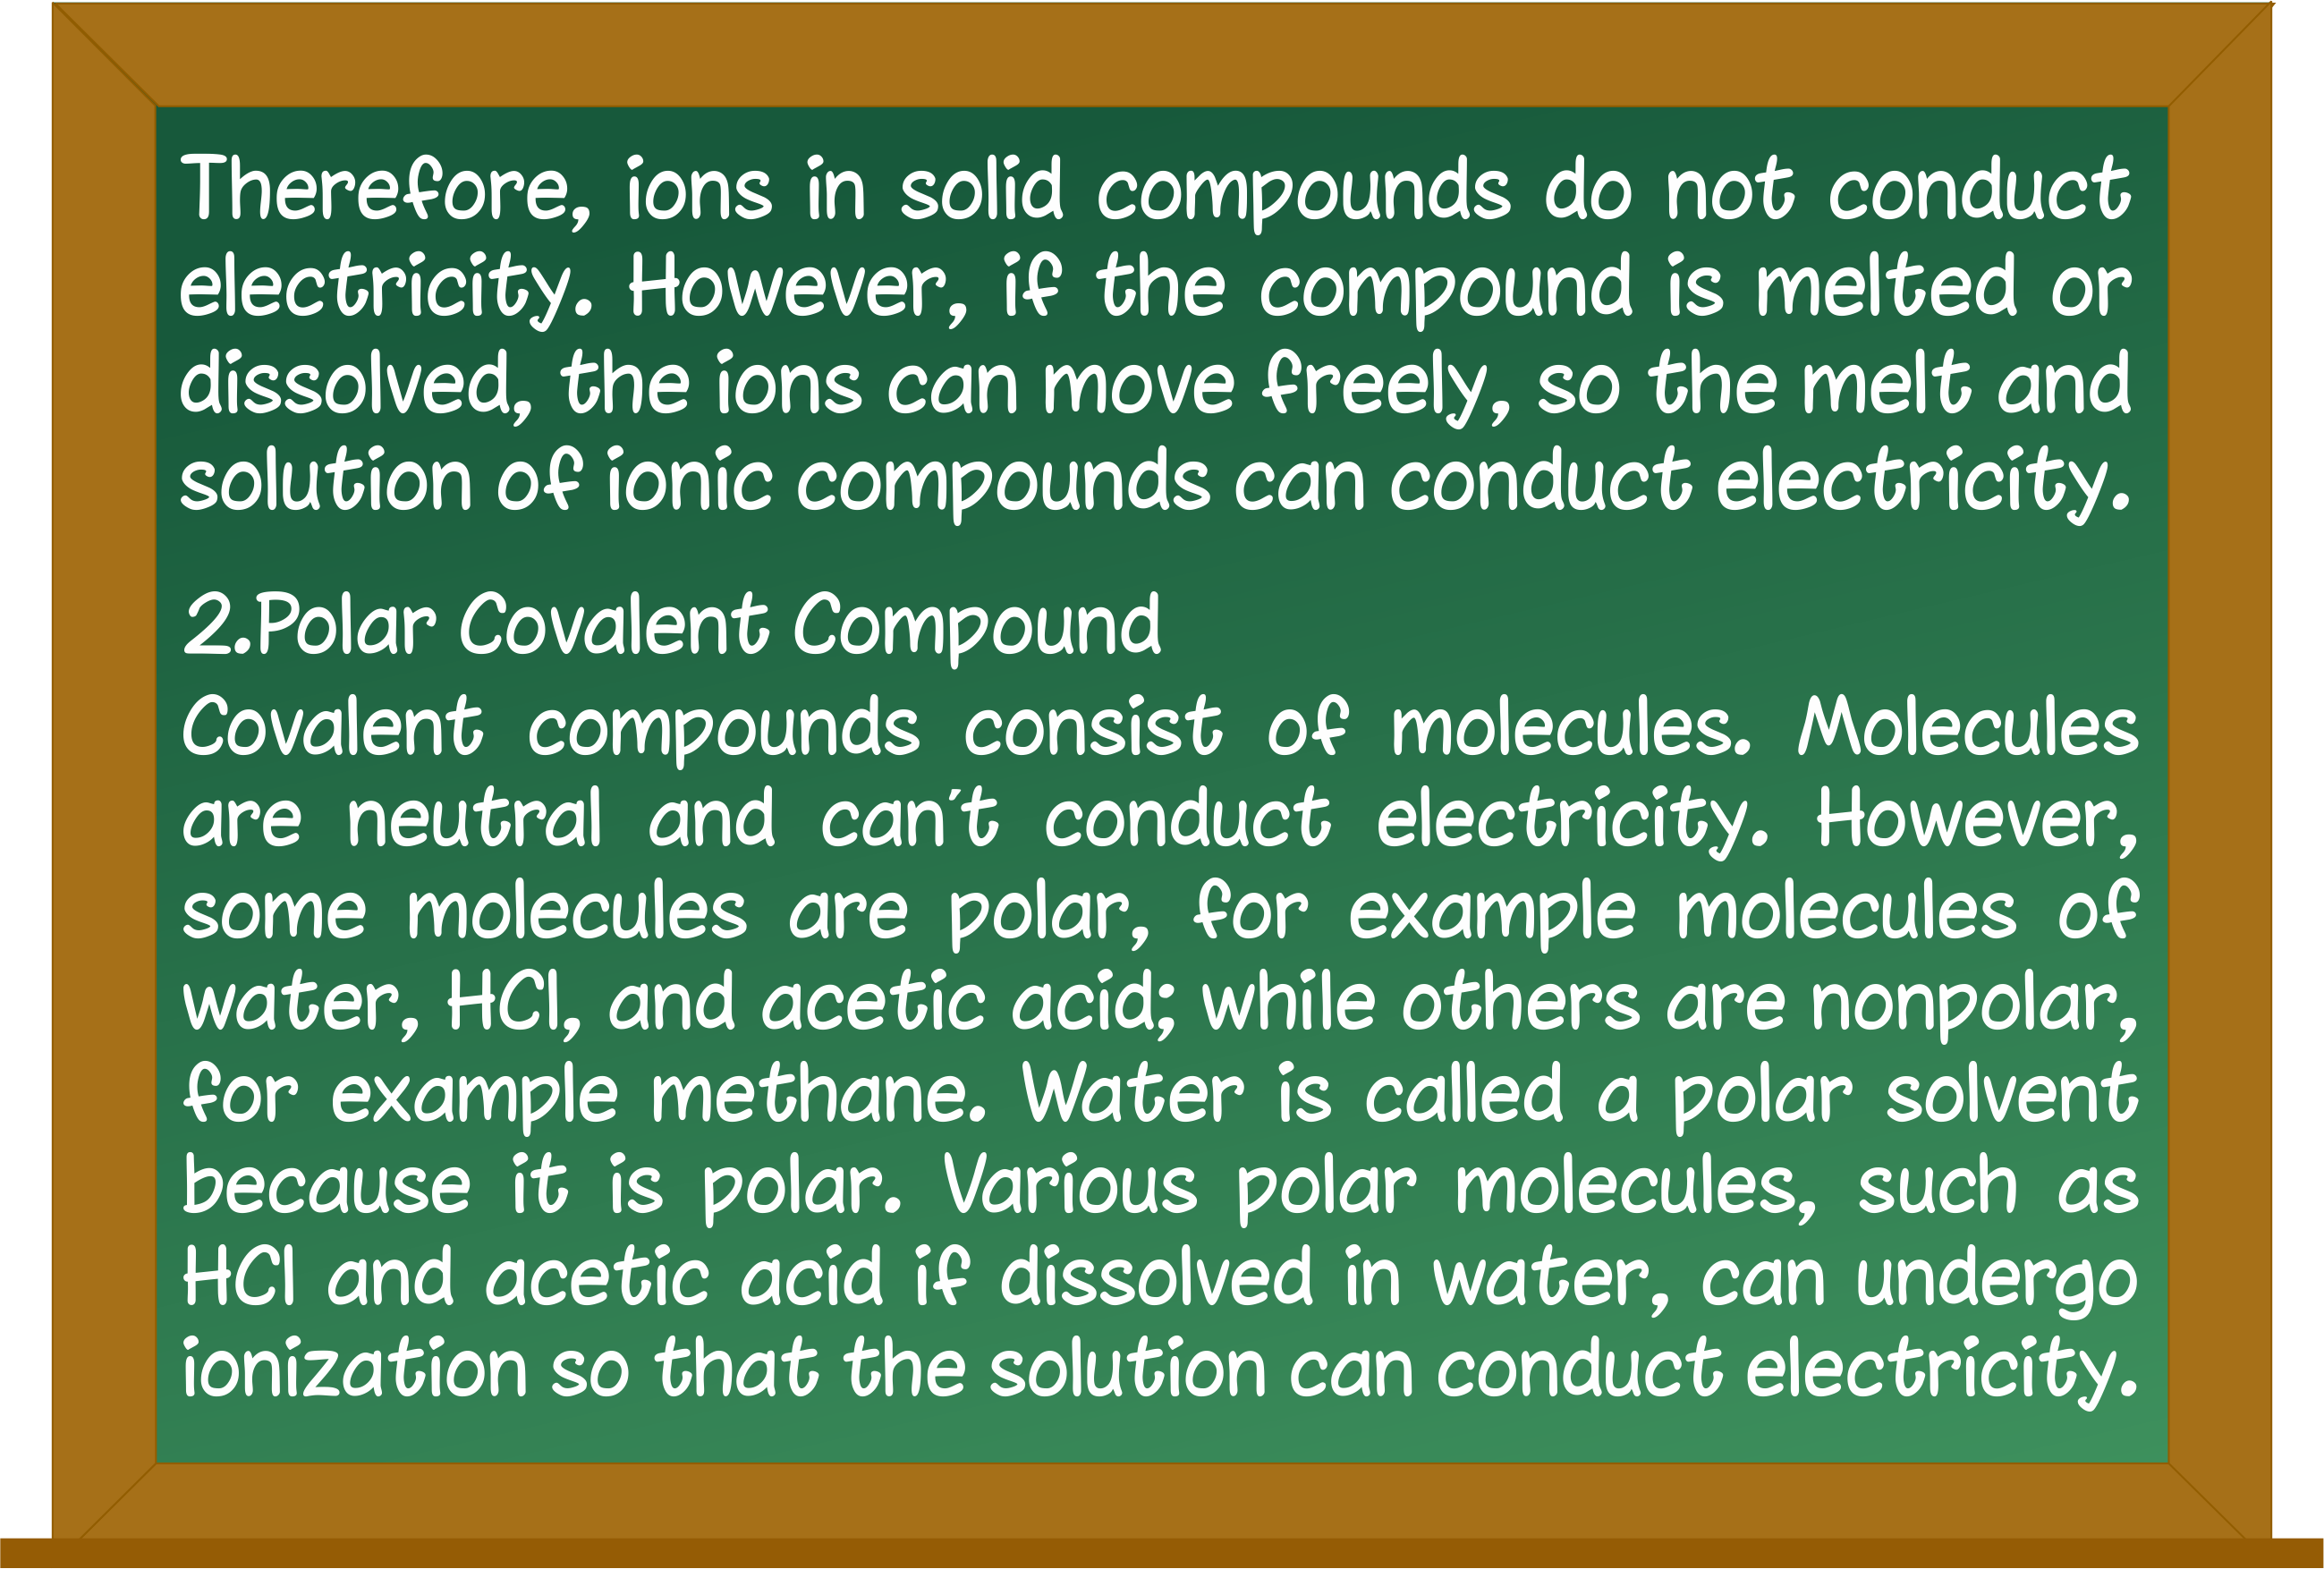 Therefore, ions in solid compounds do not conduct
electricity. However, if the compound is melted or
dissolved, the ions can move freely, so the melt and
solution of ionic compounds can conduct electricity.
2.Polar Covalent Compound
Covalent compounds consist of molecules. Molecules
are neutral and can't conduct electricity. However,
some molecules are polar, for example molecules of
water, HCl, and acetic acid; while others are nonpolar,
for example methane. Water is called a polar solvent
because it is polar. Various polar molecules, such as
HCl and acetic acid if dissolved in water, can undergo
ionization so that the solution can conduct electricity.